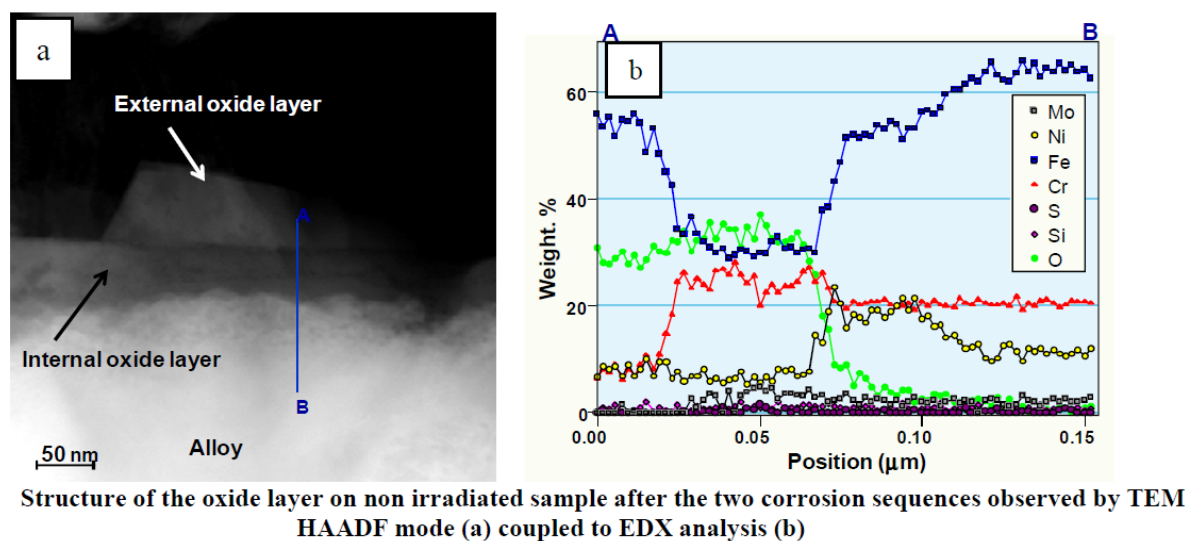 a
External oxide layer
A
Internal oxide layer
B
Alloy
50 nm
A
B
b
60
40
20
0
Weight. %
Mo
Ni
Fe
Cr
S
Si
O
0.00
0.05
0.10
0.15
Position (μm)
Structure of the oxide layer on non irradiated sample after the two corrosion sequences observed by TEM
HAADF mode (a) coupled to EDX analysis (b)